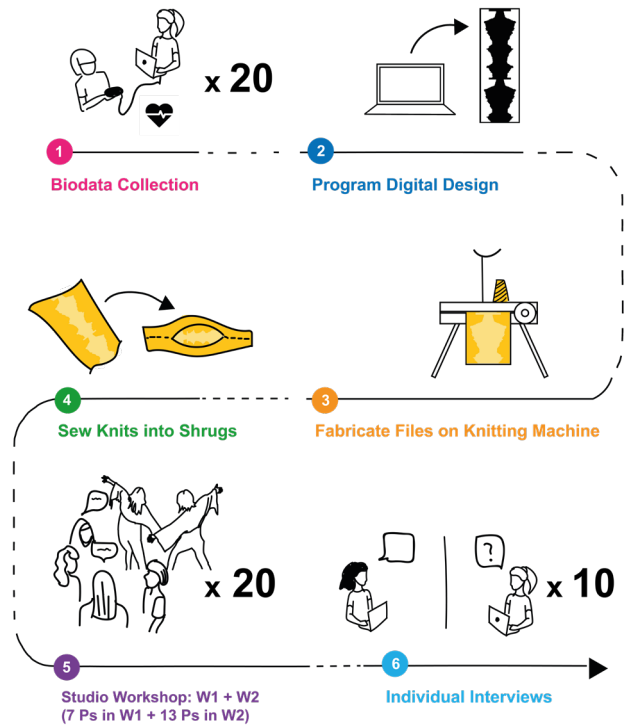 x 20
1
2
Biodata Collection
Program Digital Design
4
3
Sew Knits into Shrugs
Fabricate Files on Knitting Machine
x 20
?
x 10
5
6
Studio Workshop: W1 + W2
(7 Ps in W1 + 13 Ps in W2)
Individual Interviews